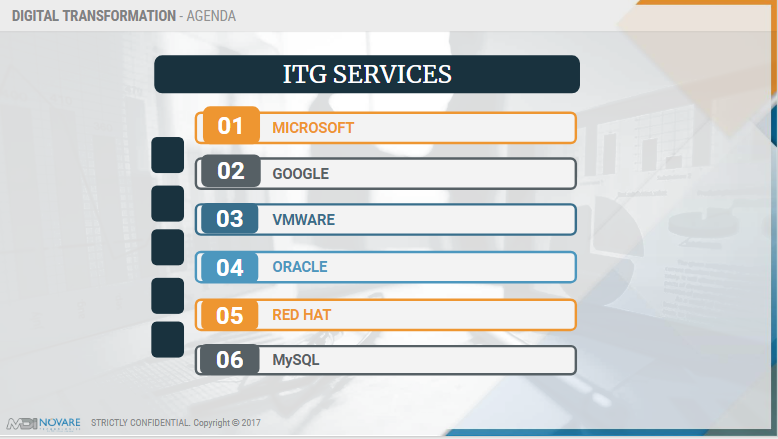 DIGITAL TRANSFORMATION - AGENDA
ITG SERVICES
01 MICROSOFT
02 GOOGLE
03 VMWARE
04 ORACLE
05 RED HAT
06 MySQL
NOVARE STRICTLY CONFIDENTIAL. Copyright © 2017